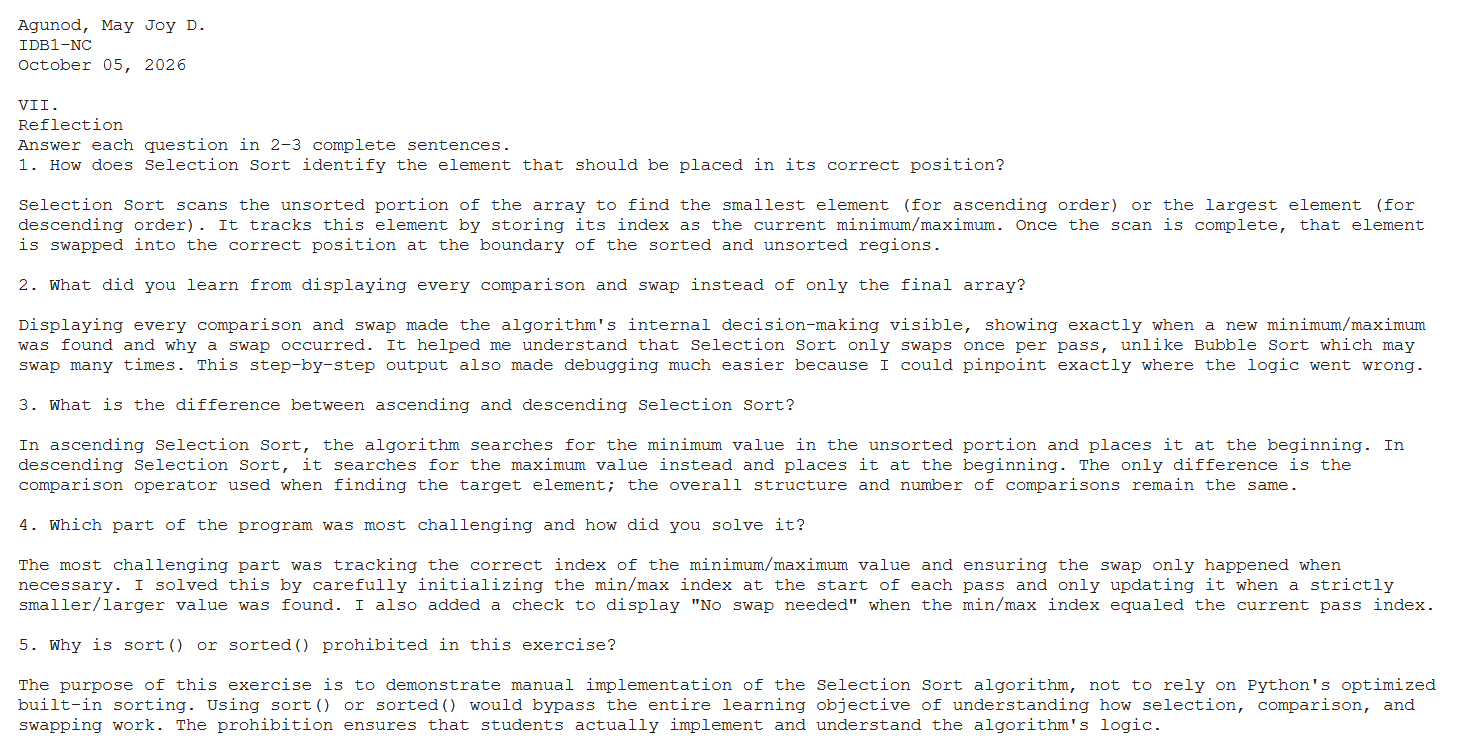 Agunod, May Joy D.
IDB1-NC
October 05, 2026
VII.
Reflection
Answer each question in 2-3 complete sentences.
1. How does Selection Sort identify the element that should be placed in its correct position?
Selection Sort scans the unsorted portion of the array to find the smallest element (for ascending order) or the largest element (for
descending order). It tracks this element by storing its index as the current minimum/maximum. Once the scan is complete, that element
is swapped into the correct position at the boundary of the sorted and unsorted regions.
2. What did you learn from displaying every comparison and swap instead of only the final array?
Displaying every comparison and swap made the algorithm's internal decision-making visible, showing exactly when a new minimum/maximum
was found and why a swap occurred. It helped me understand that Selection Sort only swaps once per pass, unlike Bubble Sort which may
swap many times. This step-by-step output also made debugging much easier because I could pinpoint exactly where the logic went wrong.
3. What is the difference between ascending and descending Selection Sort?
In ascending Selection Sort, the algorithm searches for the minimum value in the unsorted portion and places it at the beginning. In
descending Selection Sort, it searches for the maximum value instead and places it at the beginning. The only difference is the
comparison operator used when finding the target element; the overall structure and number of comparisons remain the same.
4. Which part of the program was most challenging and how did you solve it?
The most challenging part was tracking the correct index of the minimum/maximum value and ensuring the swap only happened when
necessary. I solved this by carefully initializing the min/max index at the start of each pass and only updating it when a strictly
smaller/larger value was found. I also added a check to display "No swap needed" when the min/max index equaled the current pass index.
5. Why is sort() or sorted() prohibited in this exercise?
The purpose of this exercise is to demonstrate manual implementation of the Selection Sort algorithm, not to rely on Python's optimized
built-in sorting. Using sort() or sorted() would bypass the entire learning objective of understanding how selection, comparison, and
swapping work. The prohibition ensures that students actually implement and understand the algorithm's logic.